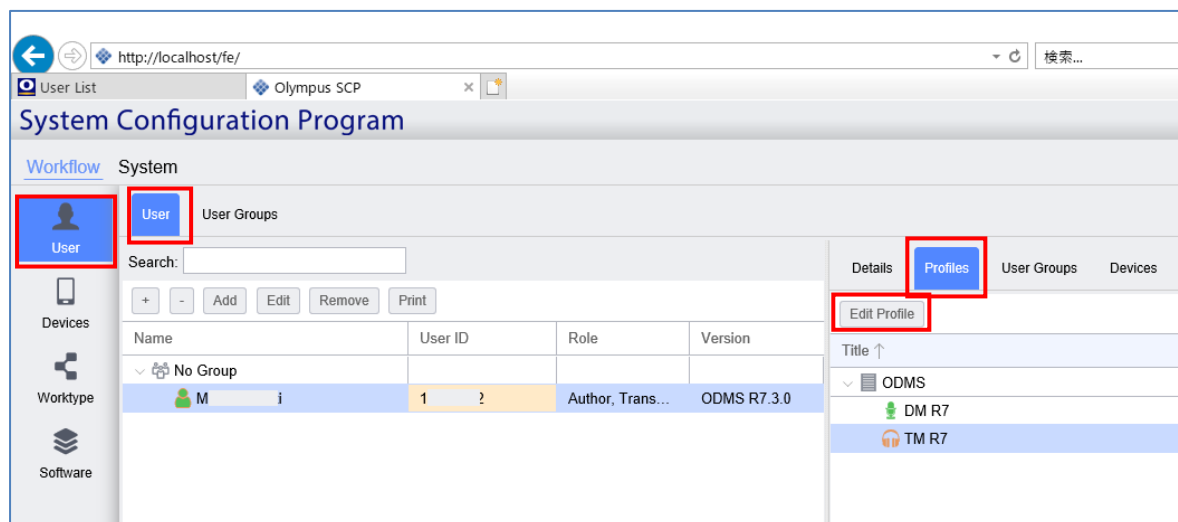 http://localhost/fe/
検索...
User List
Olympus SCP
System Configuration Program
Workflow System
User
Devices
Worktype
Software
User User Groups
Search:
+ - Add Edit Remove Print
Name User ID Role Version
No Group
M i 1 2 Author, Trans... ODMS R7.3.0
Details Profiles User Groups Devices
Edit Profile
Title ↑
ODMS
DM R7
TM R7